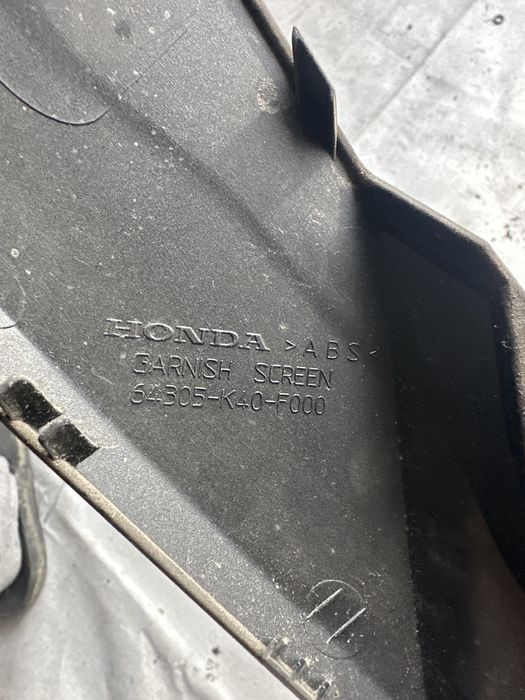 HONDA >ABS<
GARNISH SCREEN
64305-K40-F000